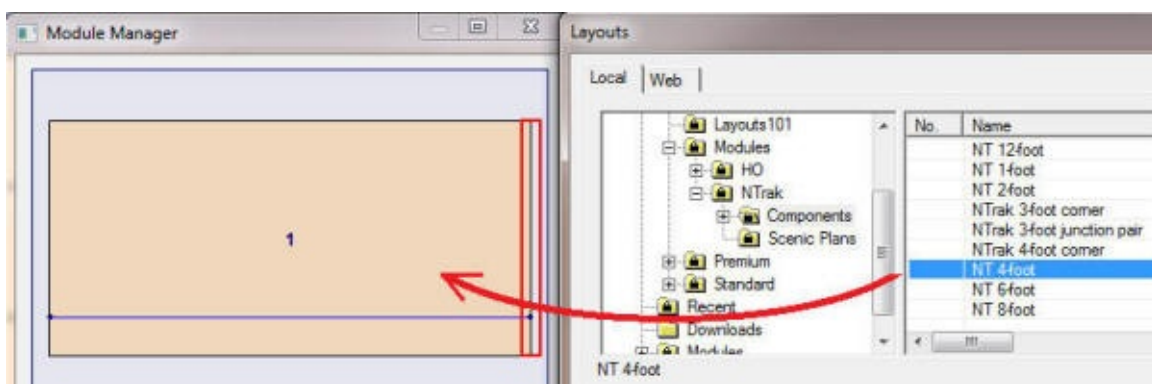 Module Manager
1
Layouts
Local Web
Layouts101
Modules
HO
NTrak
Components
Scenic Plans
Premium
Standard
Recent
Downloads
Modules
No. Name
NT 12-foot
NT 1-foot
NT 2-foot
NTrak 3-foot corner
NTrak 3-foot junction pair
NTrak 4-foot corner
NT 4-foot
NT 6-foot
NT 8-foot
NT 4-foot